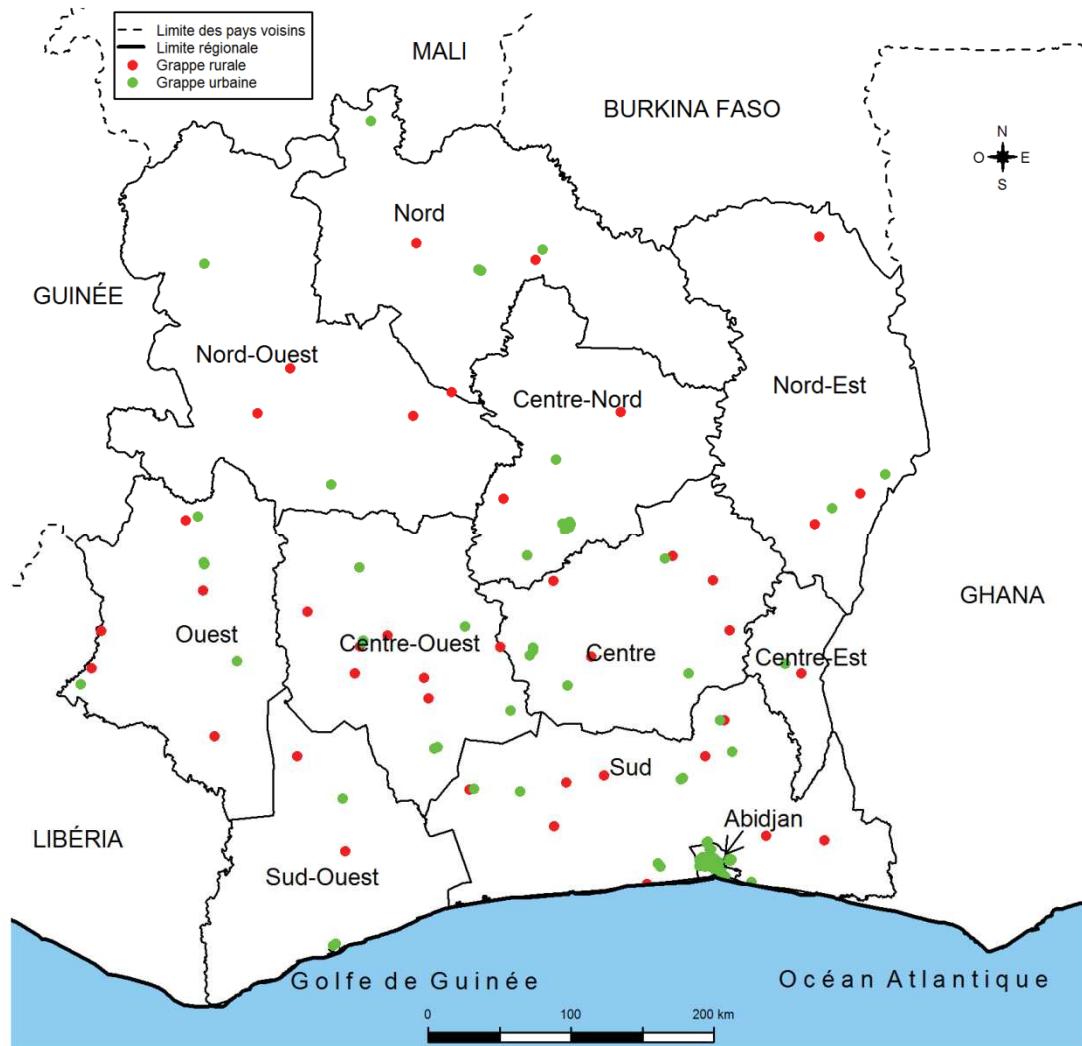 Limite des pays voisins
Limite régionale
Grappe rurale
Grappe urbaine
MALI
BURKINA FASO
N
O E
S
Nord
GUINÉE
Nord-Ouest
Centre-Nord
Nord-Est
GHANA
Ouest
Centre-Ouest
Centre
Centre-Est
Sud
Abidjan
LIBÉRIA
Sud-Ouest
Golfe de Guinée
Océan Atlantique
0 100 200 km